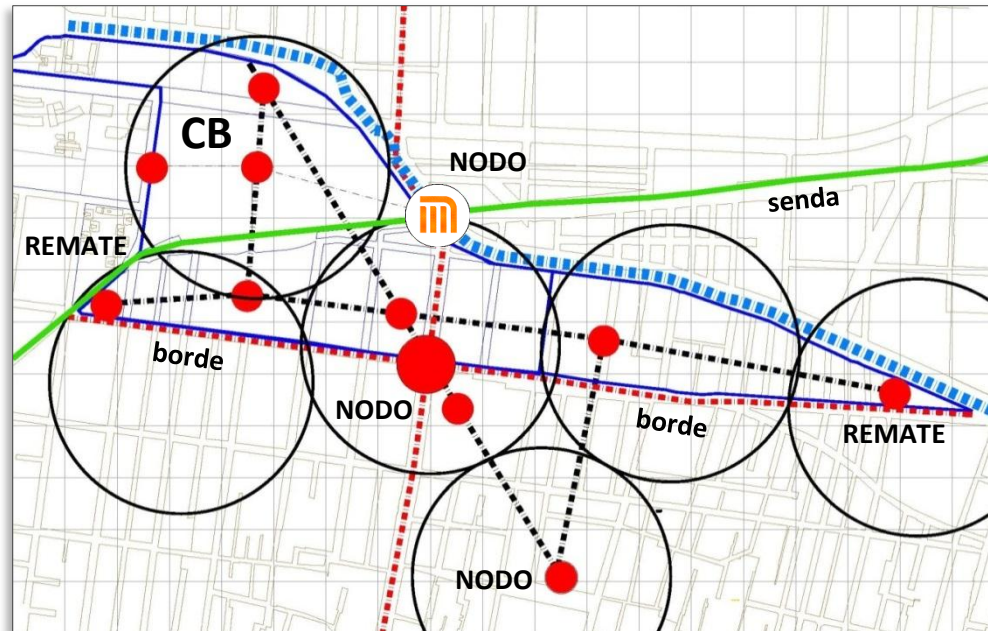 CB
NODO
senda
REMATE
borde
NODO
borde
REMATE
NODO